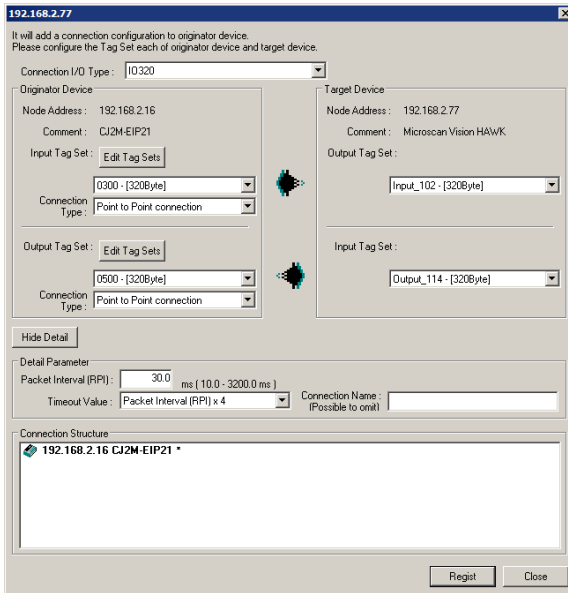 192.168.2.77
It will add a connection configuration to originator device.
Please configure the Tag Set each of originator device and target device.
Connection I/O Type : IO320
Originator Device
Node Address : 192.168.2.16
Comment : CJ2M-EIP21
Input Tag Set : Edit Tag Sets
0300 - [320Byte]
Connection Type : Point to Point connection
Output Tag Set : Edit Tag Sets
0500 - [320Byte]
Connection Type : Point to Point connection
Target Device
Node Address : 192.168.2.77
Comment : Microscan Vision HAWK
Output Tag Set :
Input_102 - [320Byte]
Input Tag Set :
Output_114 - [320Byte]
Hide Detail
Detail Parameter
Packet Interval (RPI) : 30.0 ms ( 10.0 - 3200.0 ms )
Timeout Value : Packet Interval (RPI) x 4
Connection Name :
(Possible to omit)
Connection Structure
192.168.2.16 CJ2M-EIP21 *
Regist Close